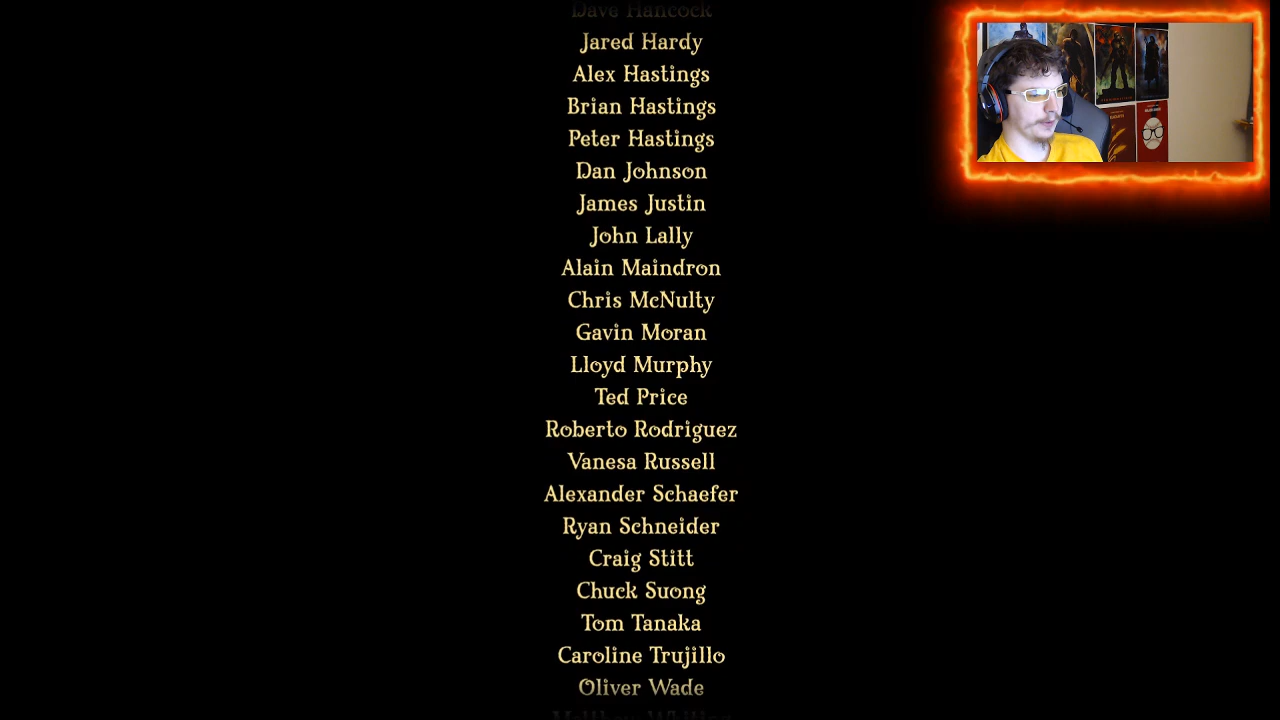 Dave Hancock
Jared Hardy
Alex Hastings
Brian Hastings
Peter Hastings
Dan Johnson
James Justin
John Lally
Alain Maindron
Chris McNulty
Gavin Moran
Lloyd Murphy
Ted Price
Roberto Rodriguez
Vanesa Russell
Alexander Schaefer
Ryan Schneider
Craig Stitt
Chuck Suong
Tom Tanaka
Caroline Trujillo
Oliver Wade